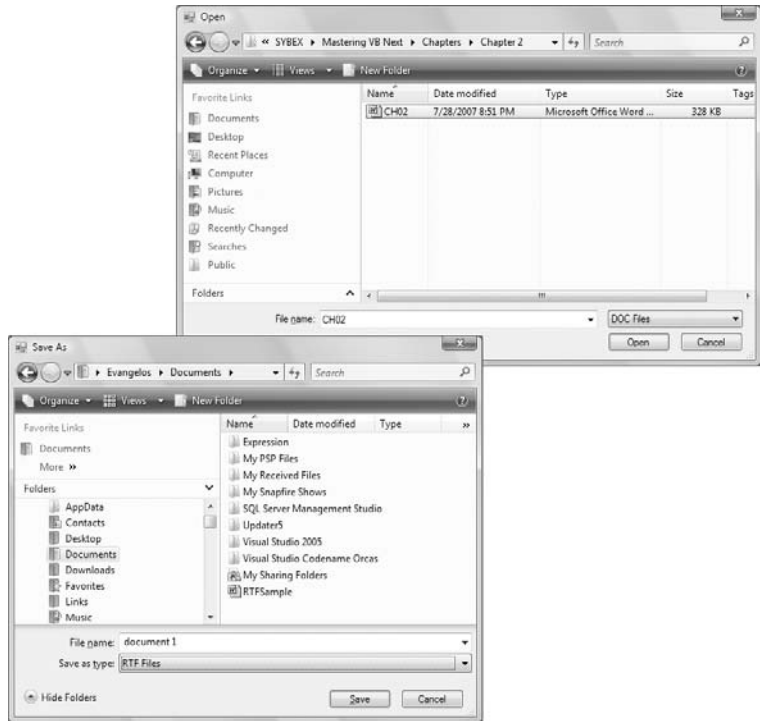 Open
« SYBEX ▸ Mastering VB Next ▸ Chapters ▸ Chapter 2
Search
Organize Views New Folder
Favorite Links
Documents
Desktop
Recent Places
Computer
Pictures
Music
Recently Changed
Searches
Public
Folders
Name Date modified Type Size Tags
CH02 7/28/2007 8:51 PM Microsoft Office Word ... 328 KB
File name: CH02
DOC Files
Open Cancel
Save As
▸ Evangelos ▸ Documents ▸
Search
Organize Views New Folder
Favorite Links
Documents
More »
Folders
AppData
Contacts
Desktop
Documents
Downloads
Favorites
Links
Music
Name Date modified Type »
Expression
My PSP Files
My Received Files
My Snapfire Shows
SQL Server Management Studio
Updater5
Visual Studio 2005
Visual Studio Codename Orcas
My Sharing Folders
RTFSample
File name: document 1
Save as type: RTF Files
Hide Folders
Save Cancel